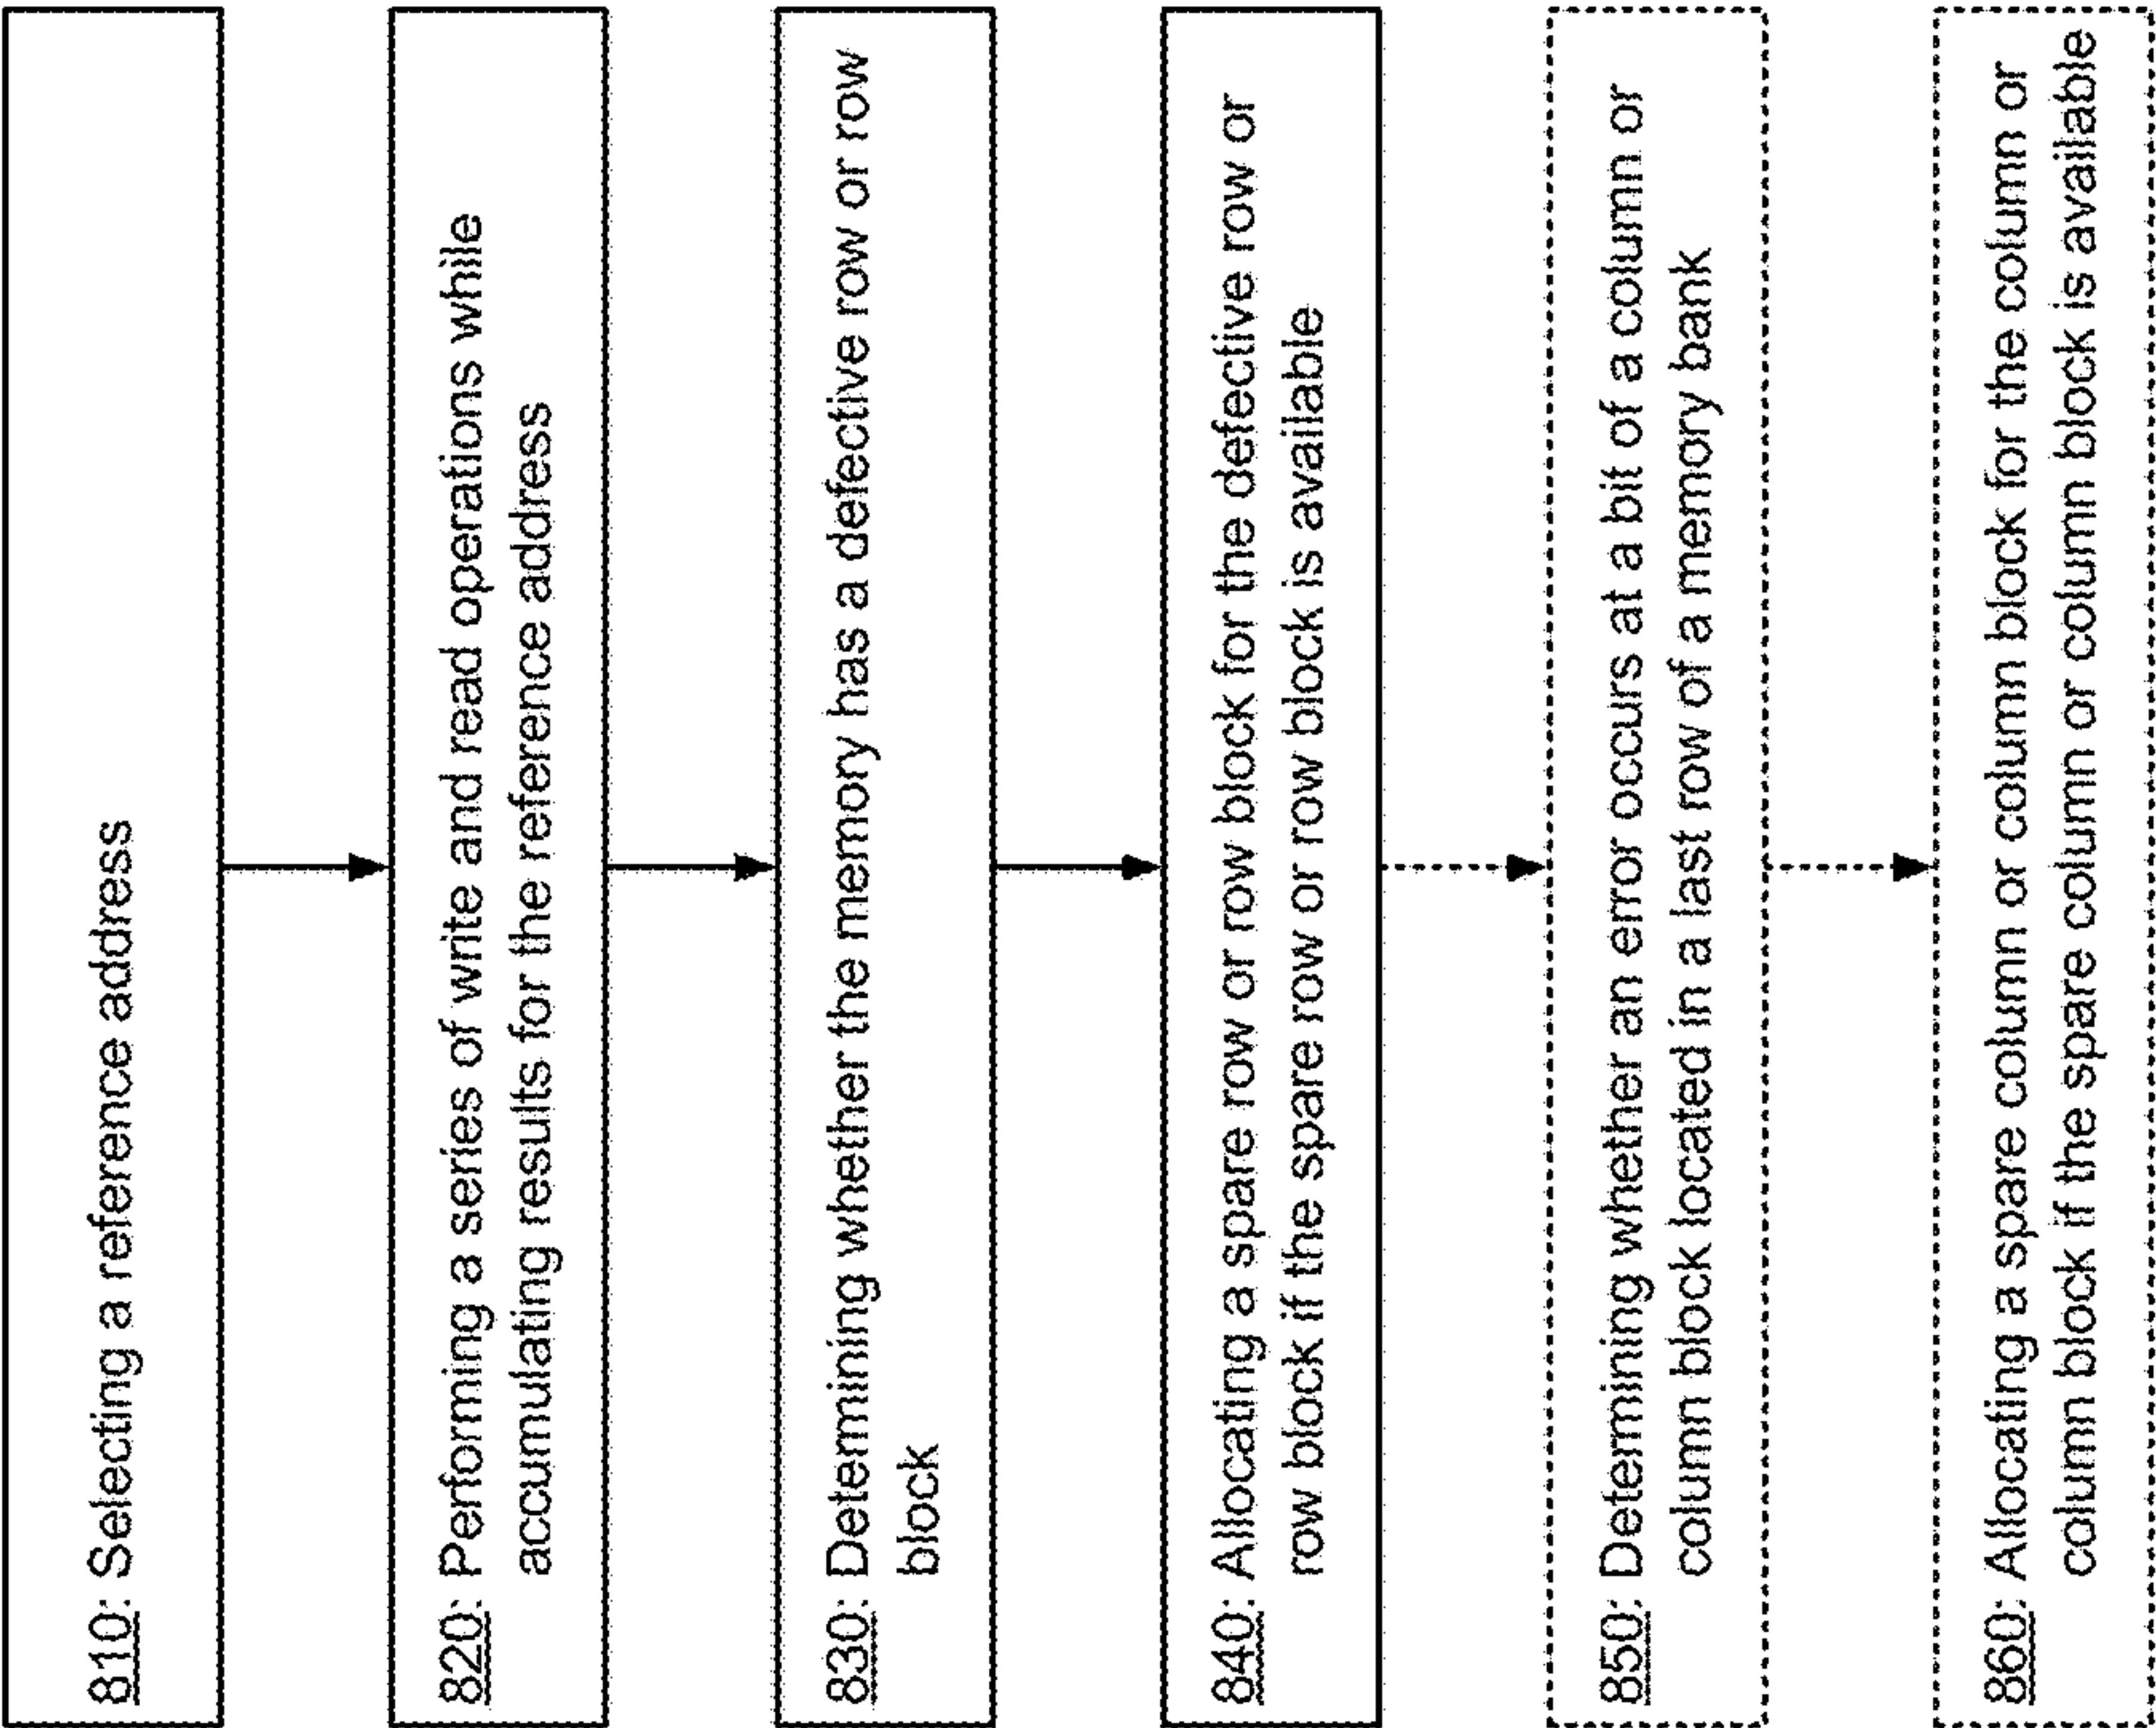 810: Selecting a reference address
820: Performing a series of write and read operations while
accumulating results for the reference address
830: Determining whether the memory has a defective row or row
block
840: Allocating a spare row or row block for the defective row or
row block if the spare row or row block is available
850: Determining whether an error occurs at a bit of a column or
column block located in a last row of a memory bank
860: Allocating a spare column or column block for the column or
column block if the spare column or column block is available